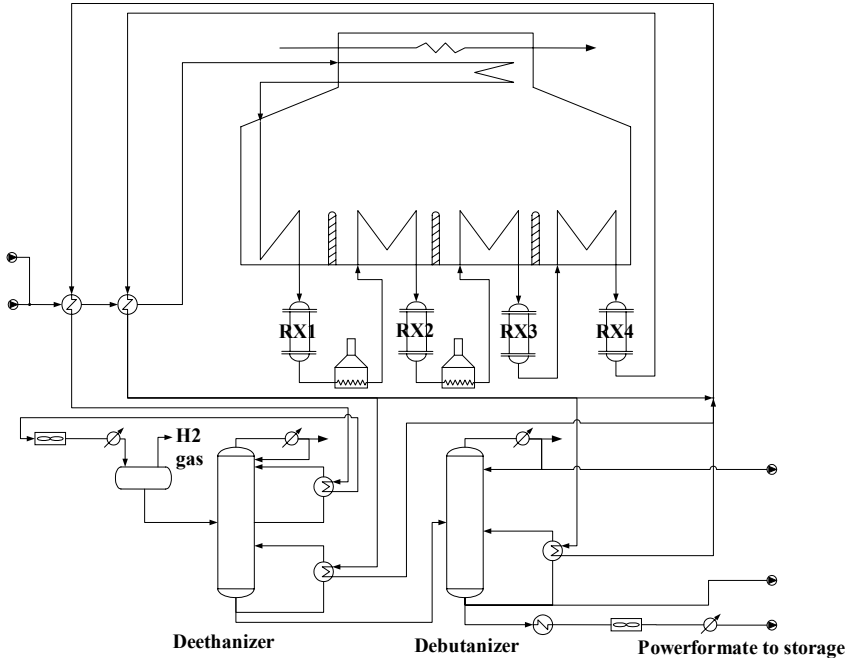 RX1
RX2
RX3
RX4
H2
gas
Deethanizer
Debutanizer
Powerformate to storage